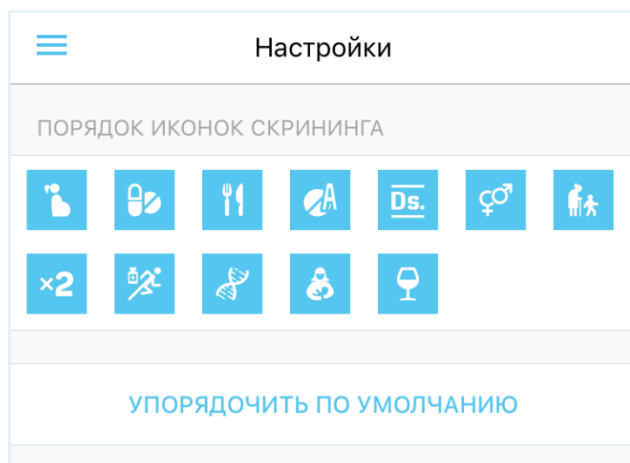 Настройки
ПОРЯДОК ИКОНОК СКРИНИНГА
A Ds.
×2
УПОРЯДОЧИТЬ ПО УМОЛЧАНИЮ